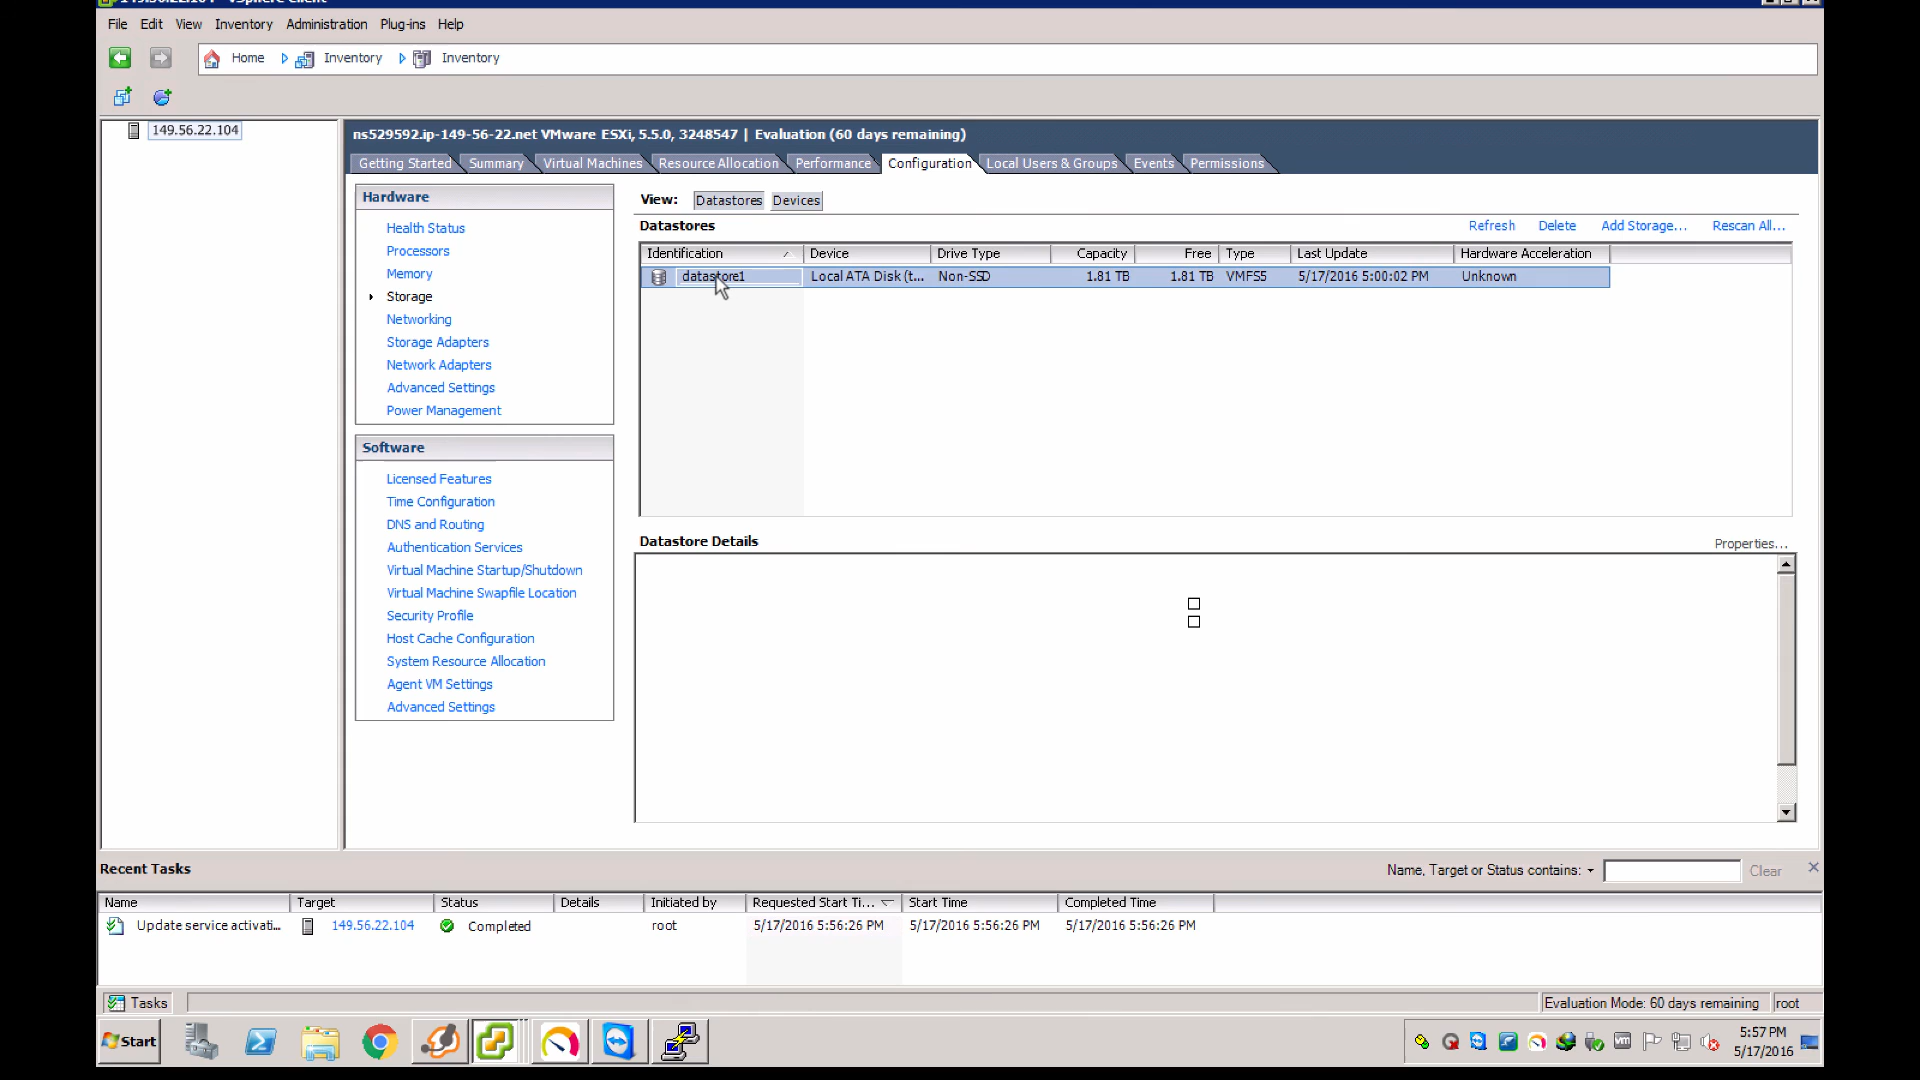 149.56.22.104 - vSphere Client
File Edit View Inventory Administration Plug-ins Help
Home Inventory Inventory
149.56.22.104
ns529592.ip-149-56-22.net VMware ESXi, 5.5.0, 3248547 | Evaluation (60 days remaining)
Getting Started Summary Virtual Machines Resource Allocation Performance Configuration Local Users & Groups Events Permissions
Hardware
Health Status
Processors
Memory
Storage
Networking
Storage Adapters
Network Adapters
Advanced Settings
Power Management
Software
Licensed Features
Time Configuration
DNS and Routing
Authentication Services
Virtual Machine Startup/Shutdown
Virtual Machine Swapfile Location
Security Profile
Host Cache Configuration
System Resource Allocation
Agent VM Settings
Advanced Settings
View: Datastores Devices
Datastores Refresh Delete Add Storage... Rescan All...
Identification Device Drive Type Capacity Free Type Last Update Hardware Acceleration
datastore1 Local ATA Disk (t... Non-SSD 1.81 TB 1.81 TB VMFS5 5/17/2016 5:00:02 PM Unknown
Datastore Details Properties...
Recent Tasks Name, Target or Status contains: Clear
Name Target Status Details Initiated by Requested Start Ti... Start Time Completed Time
Update service activati... 149.56.22.104 Completed root 5/17/2016 5:56:26 PM 5/17/2016 5:56:26 PM 5/17/2016 5:56:26 PM
Tasks Evaluation Mode: 60 days remaining root
Start vm 5:57 PM
5/17/2016